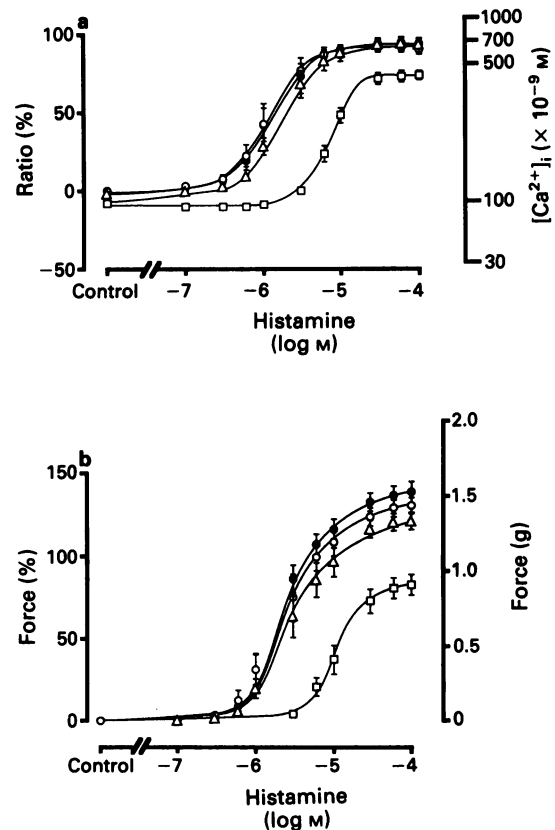 a
100
50
0
−50
Ratio (%)
1000
700
500
100
30
[Ca²⁺]ᵢ (× 10⁻⁹ M)
Control −7 −6 −5 −4
Histamine
(log M)
b
150
100
50
0
Force (%)
2.0
1.5
1.0
0.5
0
Force (g)
Control −7 −6 −5 −4
Histamine
(log M)